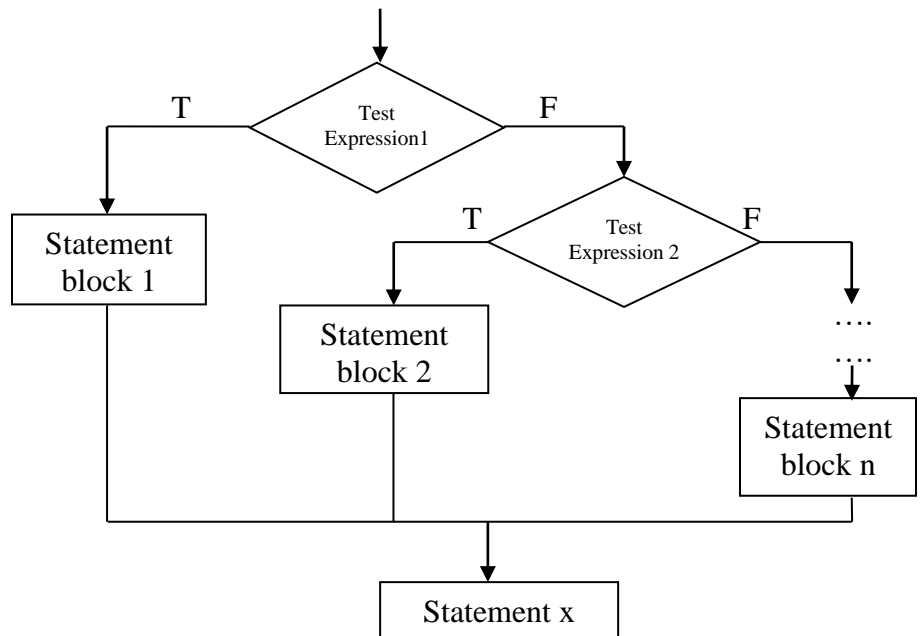 T
Test
Expression1
F
Statement
block 1
T
Test
Expression 2
F
Statement
block 2
….
….
Statement
block n
Statement x